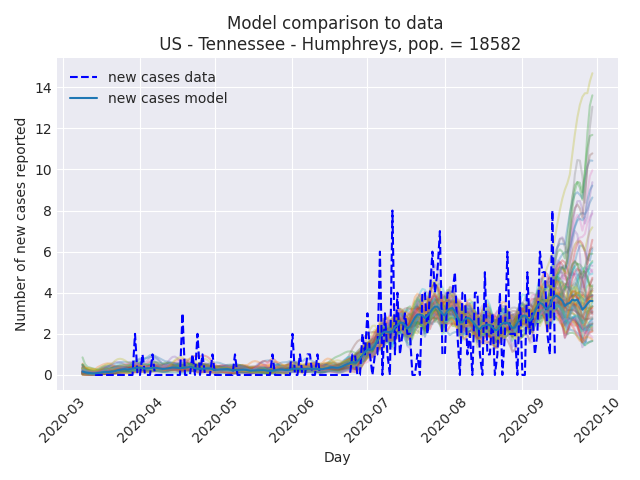 Model comparison to data
US - Tennessee - Humphreys, pop. = 18582
new cases data
new cases model
Number of new cases reported
14
12
10
8
6
4
2
0
2020-03
2020-04
2020-05
2020-06
2020-07
2020-08
2020-09
2020-10
Day